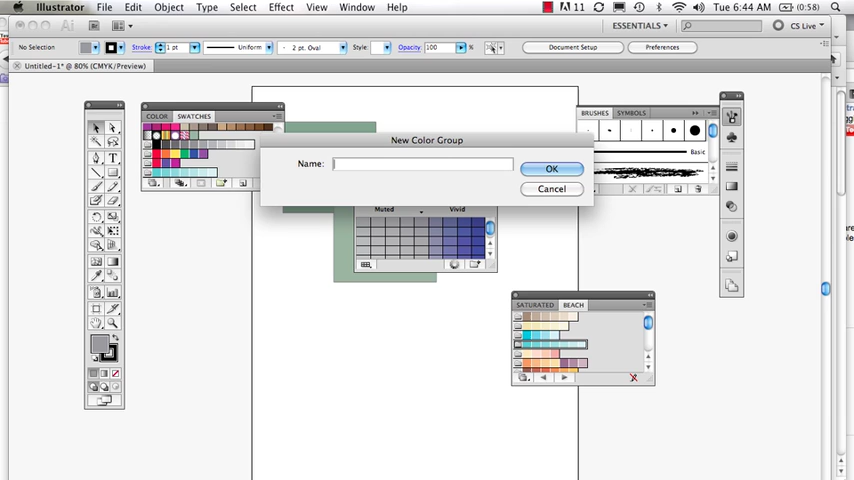 Illustrator File Edit Object Type Select Effect View Window Help 11 Tue 6:44 AM (0:58)
Ai ESSENTIALS CS Live
No Selection Stroke: 1 pt Uniform 2 pt. Oval Style: Opacity: 100 % Document Setup Preferences
Untitled-1* @ 80% (CMYK/Preview)
COLOR SWATCHES
BRUSHES SYMBOLS
New Color Group
Name:
OK
Cancel
Basic
Muted Vivid
SATURATED BEACH